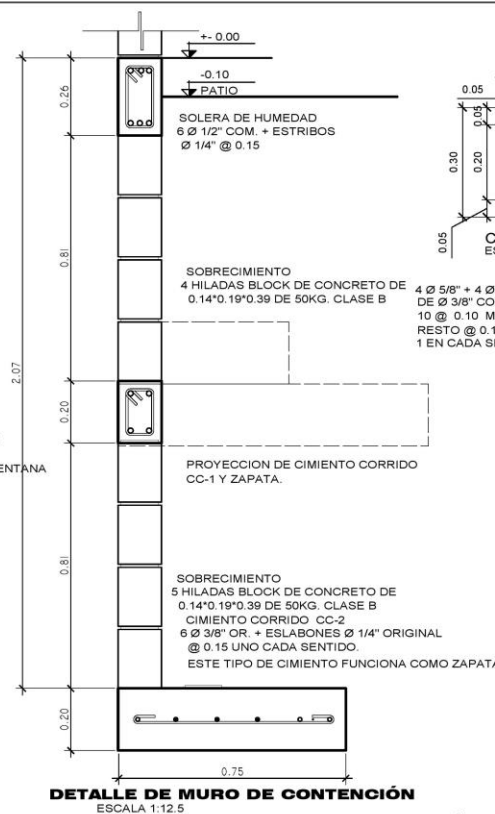 +- 0.00
-0.10
PATIO
0.26
SOLERA DE HUMEDAD
6 Ø 1/2" COM. + ESTRIBOS
Ø 1/4" @ 0.15
0.05
0.05
0.30
0.20
0.05
0.81
SOBRECIMIENTO
4 HILADAS BLOCK DE CONCRETO DE
0.14*0.19*0.39 DE 50KG. CLASE B
4 Ø 5/8" + 4 Ø
DE Ø 3/8" CO
10 @ 0.10 M
RESTO @ 0.1
1 EN CADA S
2.07
0.20
ENTANA
PROYECCION DE CIMIENTO CORRIDO
CC-1 Y ZAPATA.
0.81
SOBRECIMIENTO
5 HILADAS BLOCK DE CONCRETO DE
0.14*0.19*0.39 DE 50KG. CLASE B
CIMIENTO CORRIDO CC-2
6 Ø 3/8" OR. + ESLABONES Ø 1/4" ORIGINAL
@ 0.15 UNO CADA SENTIDO.
ESTE TIPO DE CIMIENTO FUNCIONA COMO ZAPATA
0.20
0.75
DETALLE DE MURO DE CONTENCIÓN
ESCALA 1:12.5